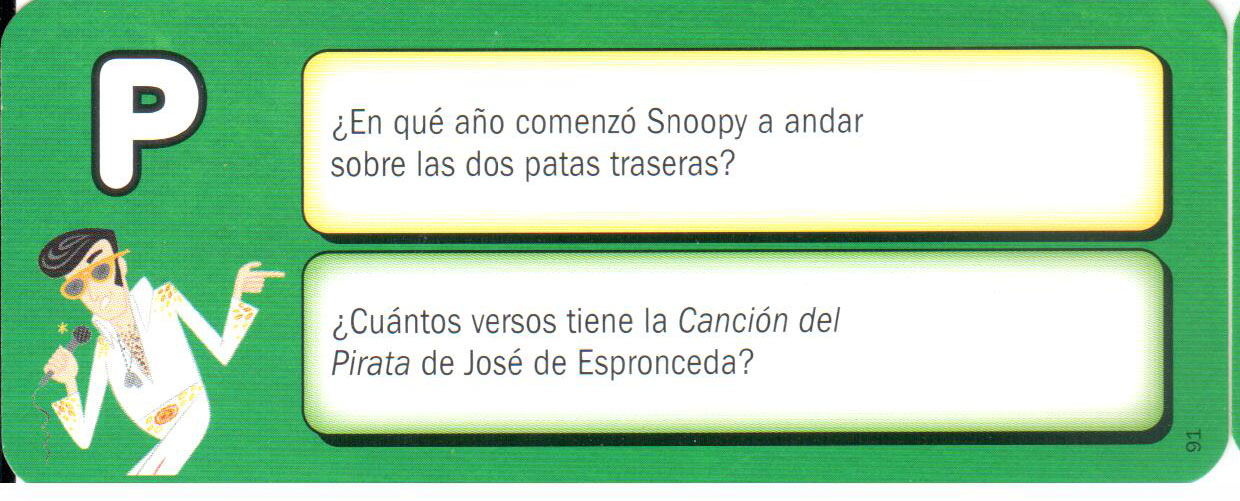 P
¿En qué año comenzó Snoopy a andar
sobre las dos patas traseras?
¿Cuántos versos tiene la Canción del
Pirata de José de Espronceda?
91